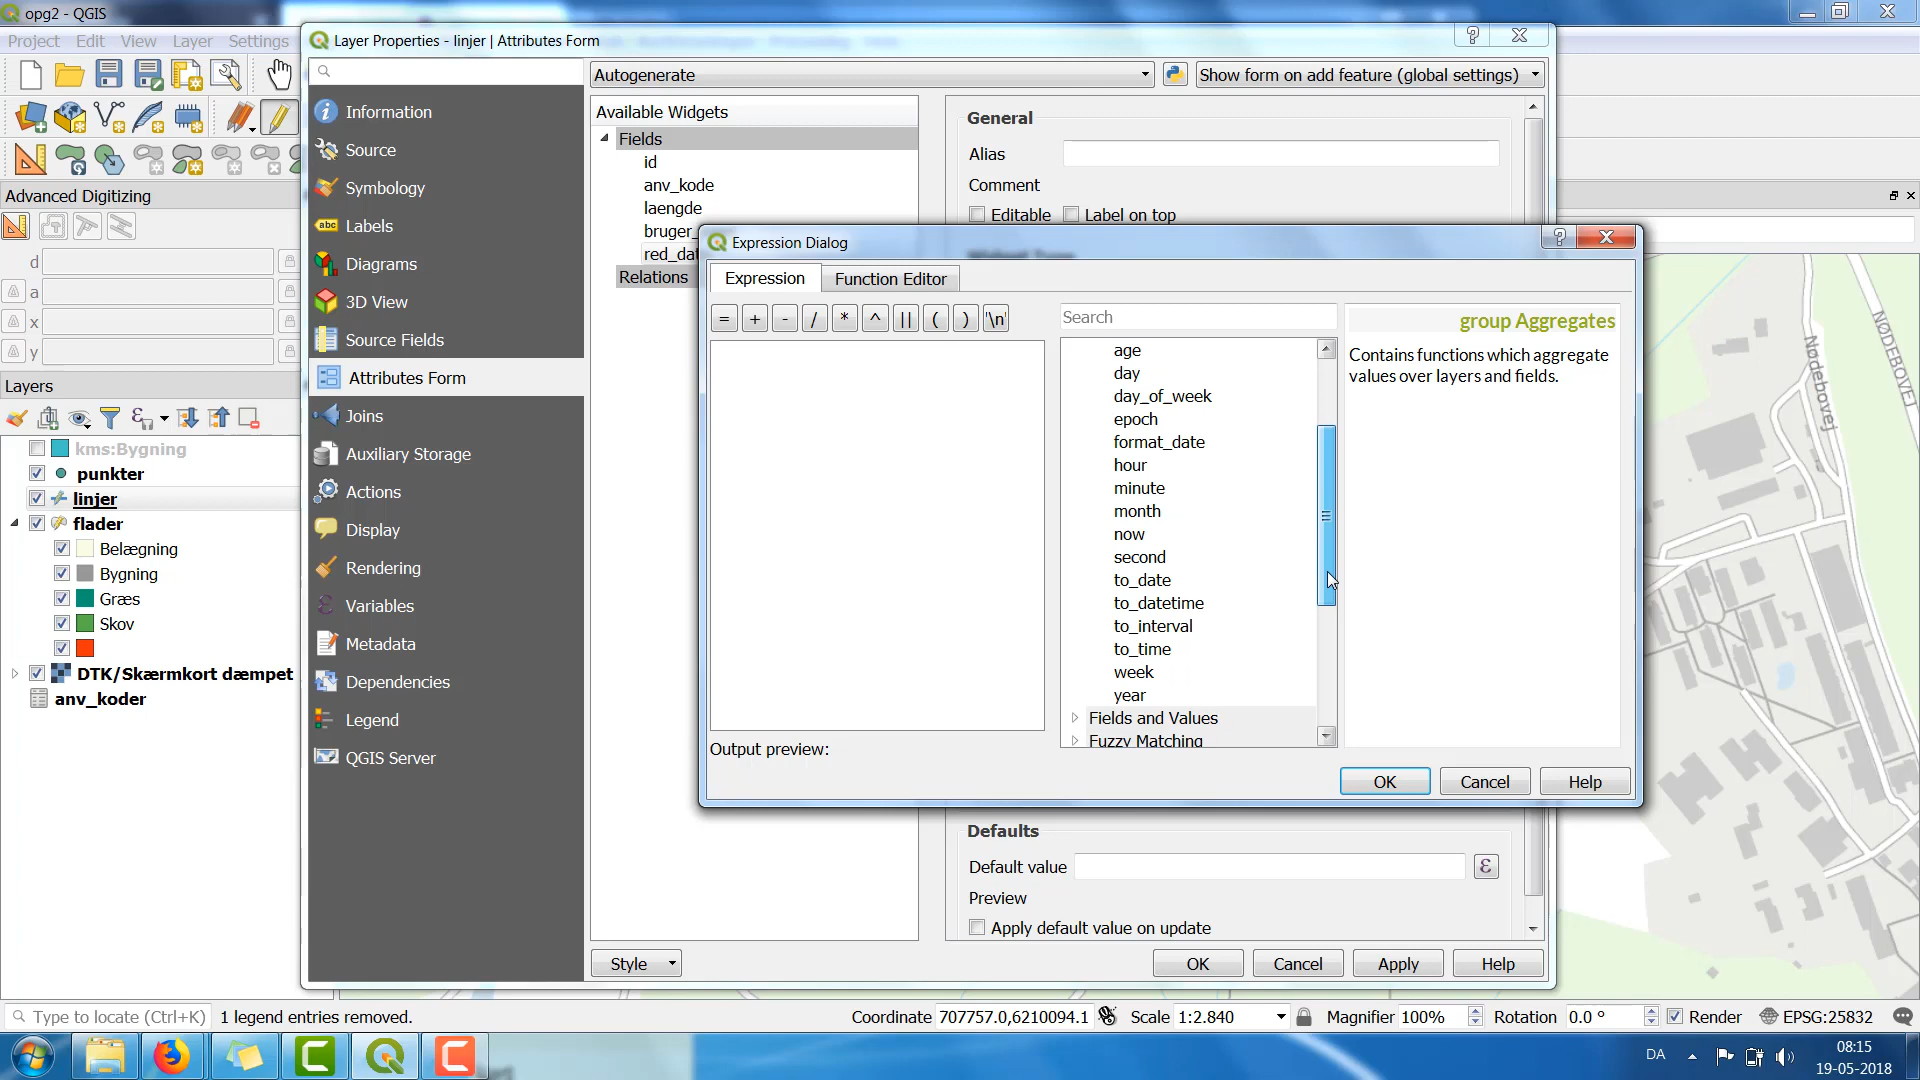 opg2 - QGIS
Project Edit View Layer Settings
Layer Properties - linjer | Attributes Form
Autogenerate
Show form on add feature (global settings)
Information
Source
Symbology
Labels
Diagrams
3D View
Source Fields
Attributes Form
Joins
Auxiliary Storage
Actions
Display
Rendering
Variables
Metadata
Dependencies
Legend
QGIS Server
Available Widgets
Fields
id
anv_kode
laengde
bruger_
red_dat
Relations
General
Alias
Comment
Editable
Label on top
Expression Dialog
Expression
Function Editor
= + - / * ^ || ( ) '\n'
Output preview:
Search
age
day
day_of_week
epoch
format_date
hour
minute
month
now
second
to_date
to_datetime
to_interval
to_time
week
year
Fields and Values
Fuzzy Matching
group Aggregates
Contains functions which aggregate
values over layers and fields.
OK Cancel Help
Defaults
Default value
ε
Preview
Apply default value on update
Style
OK Cancel Apply Help
Advanced Digitizing
d
a
x
y
Layers
kms:Bygning
punkter
linjer
flader
Belægning
Bygning
Græs
Skov
DTK/Skærmkort dæmpet
anv_koder
abc
NØDEBOVEJ
Nødebovej
Type to locate (Ctrl+K)
1 legend entries removed.
Coordinate 707757.0,6210094.1
Scale 1:2.840
Magnifier 100%
Rotation 0.0 °
Render
EPSG:25832
DA
08:15
19-05-2018